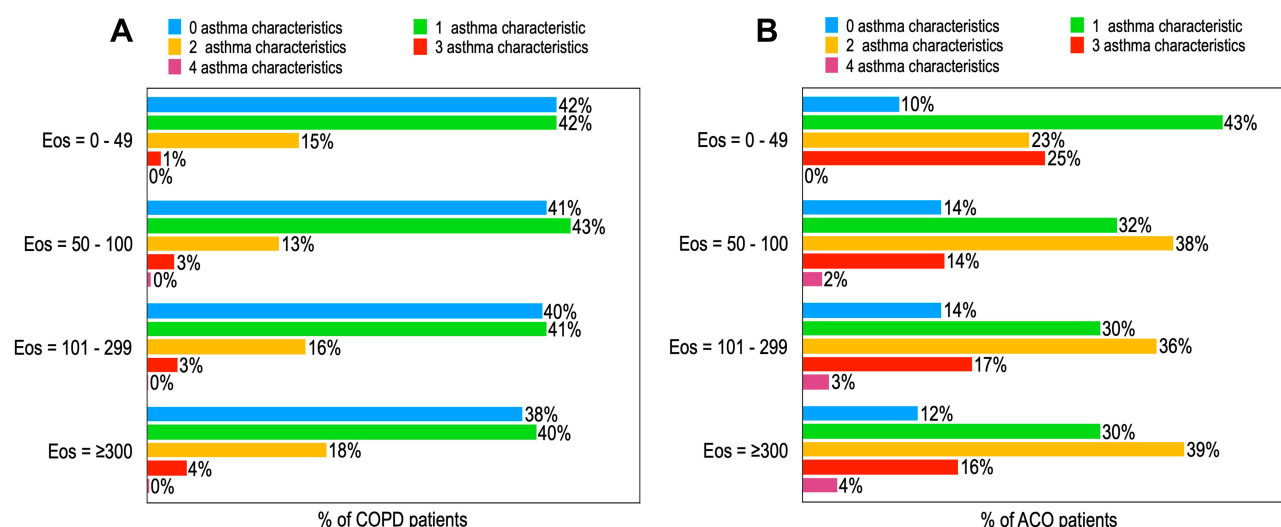 A
0 asthma characteristics
1 asthma characteristic
2 asthma characteristics
3 asthma characteristics
4 asthma characteristics
Eos = 0 - 49
42%
42%
15%
1%
0%
Eos = 50 - 100
41%
43%
13%
3%
0%
Eos = 101 - 299
40%
41%
16%
3%
0%
Eos = ≥300
38%
40%
18%
4%
0%
% of COPD patients
B
0 asthma characteristics
1 asthma characteristic
2 asthma characteristics
3 asthma characteristics
4 asthma characteristics
Eos = 0 - 49
10%
43%
23%
25%
0%
Eos = 50 - 100
14%
32%
38%
14%
2%
Eos = 101 - 299
14%
30%
36%
17%
3%
Eos = ≥300
12%
30%
39%
16%
4%
% of ACO patients